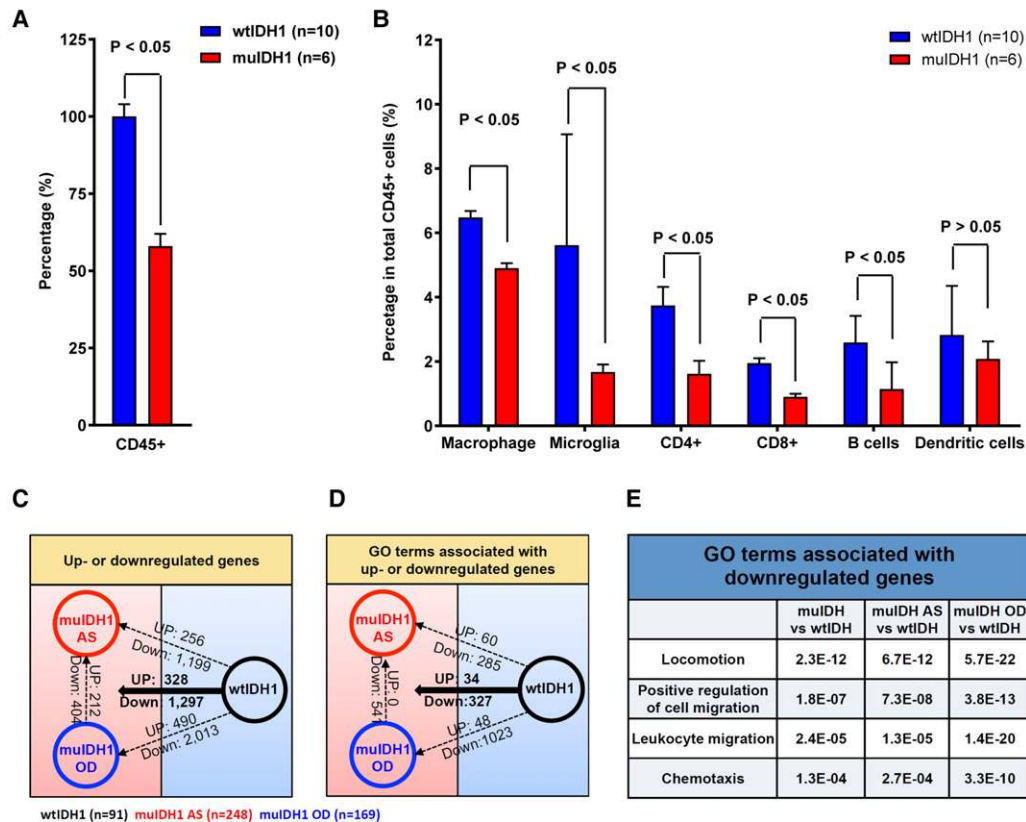 A
wtIDH1 (n=10)
muIDH1 (n=6)
P < 0.05
125
100
75
50
25
0
Percentage (%)
CD45+
B
wtIDH1 (n=10)
muIDH1 (n=6)
12
10
8
6
4
2
0
Percetage in total CD45+ cells (%)
P < 0.05
P < 0.05
P < 0.05
P < 0.05
P < 0.05
P > 0.05
Macrophage
Microglia
CD4+
CD8+
B cells
Dendritic cells
C
Up- or downregulated genes
muIDH1
AS
UP: 256
Down: 1,199
UP: 212
Down: 404
UP: 328
Down: 1,297
wtIDH1
UP: 490
Down: 2,013
muIDH1
OD
D
GO terms associated with
up- or downregulated genes
muIDH1
AS
UP: 60
Down: 285
UP: 0
Down: 541
UP: 34
Down:327
wtIDH1
UP: 48
Down:1023
muIDH1
OD
wtIDH1 (n=91) muIDH1 AS (n=248) muIDH1 OD (n=169)
E
GO terms associated with
downregulated genes
muIDH muIDH AS muIDH OD
vs wtIDH vs wtIDH vs wtIDH
Locomotion 2.3E-12 6.7E-12 5.7E-22
Positive regulation
of cell migration 1.8E-07 7.3E-08 3.8E-13
Leukocyte migration 2.4E-05 1.3E-05 1.4E-20
Chemotaxis 1.3E-04 2.7E-04 3.3E-10